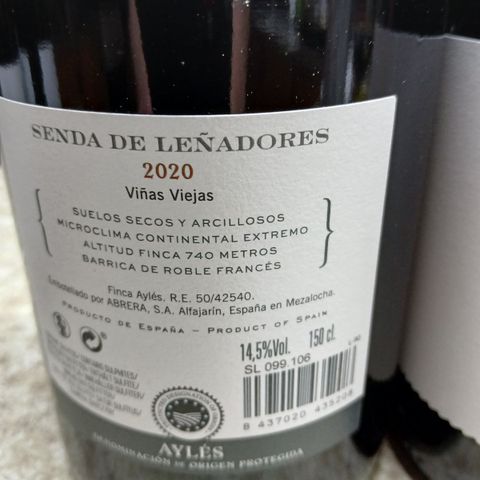 SENDA DE LEÑADORES
2020
Viñas Viejas
SUELOS SECOS Y ARCILLOSOS
MICROCLIMA CONTINENTAL EXTREMO
ALTITUD FINCA 740 METROS
BARRICA DE ROBLE FRANCÉS
Finca Aylés. R.E. 50/42540.
Embotellado por ABRERA, S.A. Alfajarín, España en Mezalocha.
PRODUCTO DE ESPAÑA – PRODUCT OF SPAIN
14,5%Vol. 150 cl.
SL 099.106
8 437020 435208
AYLÉS
DENOMINACIÓN DE ORIGEN PROTEGIDA